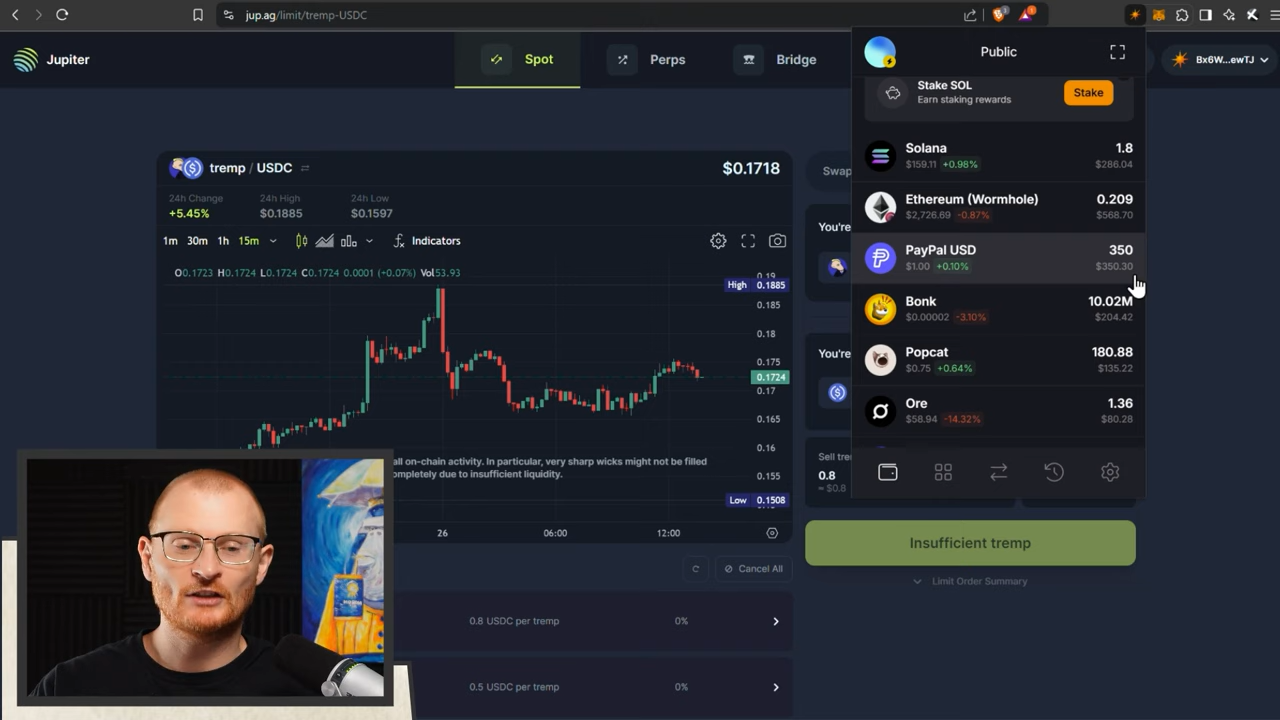 jup.ag/limit/tremp-USDC
Jupiter
Spot
Perps
Bridge
Bx6W...ewTJ
Public
Stake SOL
Earn staking rewards
Stake
Solana 1.8
$159.11 +0.98% $286.04
Ethereum (Wormhole) 0.209
$2,726.69 -0.87% $568.70
PayPal USD 350
$1.00 +0.10% $350.30
Bonk 10.02M
$0.00002 -3.10% $204.42
Popcat 180.88
$0.75 +0.64% $135.22
Ore 1.36
$58.94 -14.32% $80.28
tremp / USDC $0.1718
24h Change 24h High 24h Low
+5.45% $0.1885 $0.1597
1m 30m 1h 15m Indicators
O0.1723 H0.1724 L0.1724 C0.1724 0.0001 (+0.07%) Vol53.93
0.19
High 0.1885
0.185
0.18
0.175
0.1724
0.17
0.165
0.16
0.155
Low 0.1508
all on-chain activity. In particular, very sharp wicks might not be filled
completely due to insufficient liquidity.
26 06:00 12:00
Swap
You're
You're
Sell tre
0.8
≈ $0.8
Insufficient tremp
Limit Order Summary
Cancel All
0.8 USDC per tremp 0%
0.5 USDC per tremp 0%